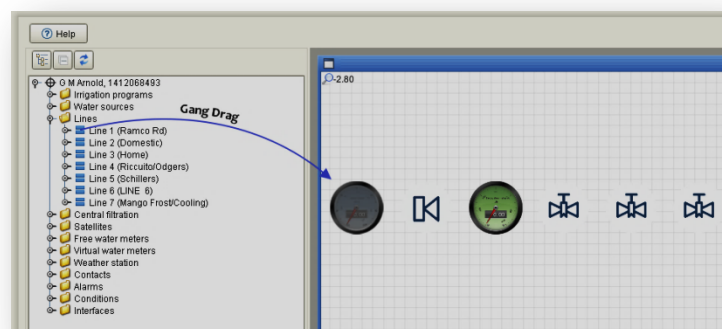 Help
G M Arnold, 1412068493
Irrigation programs
Water sources
Lines
Line 1 (Ramco Rd)
Line 2 (Domestic)
Line 3 (Home)
Line 4 (Riccuito/Odgers)
Line 5 (Schillers)
Line 6 (LINE 6)
Line 7 (Mango Frost/Cooling)
Central filtration
Satellites
Free water meters
Virtual water meters
Weather station
Contacts
Alarms
Conditions
Interfaces
Gang Drag
-2.80